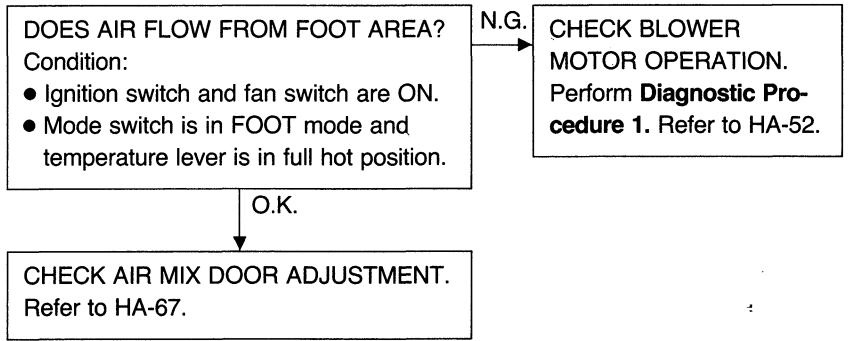 DOES AIR FLOW FROM FOOT AREA?
Condition:
● Ignition switch and fan switch are ON.
● Mode switch is in FOOT mode and
temperature lever is in full hot position.
N.G.
CHECK BLOWER
MOTOR OPERATION.
Perform Diagnostic Pro-
cedure 1. Refer to HA-52.
O.K.
CHECK AIR MIX DOOR ADJUSTMENT.
Refer to HA-67.